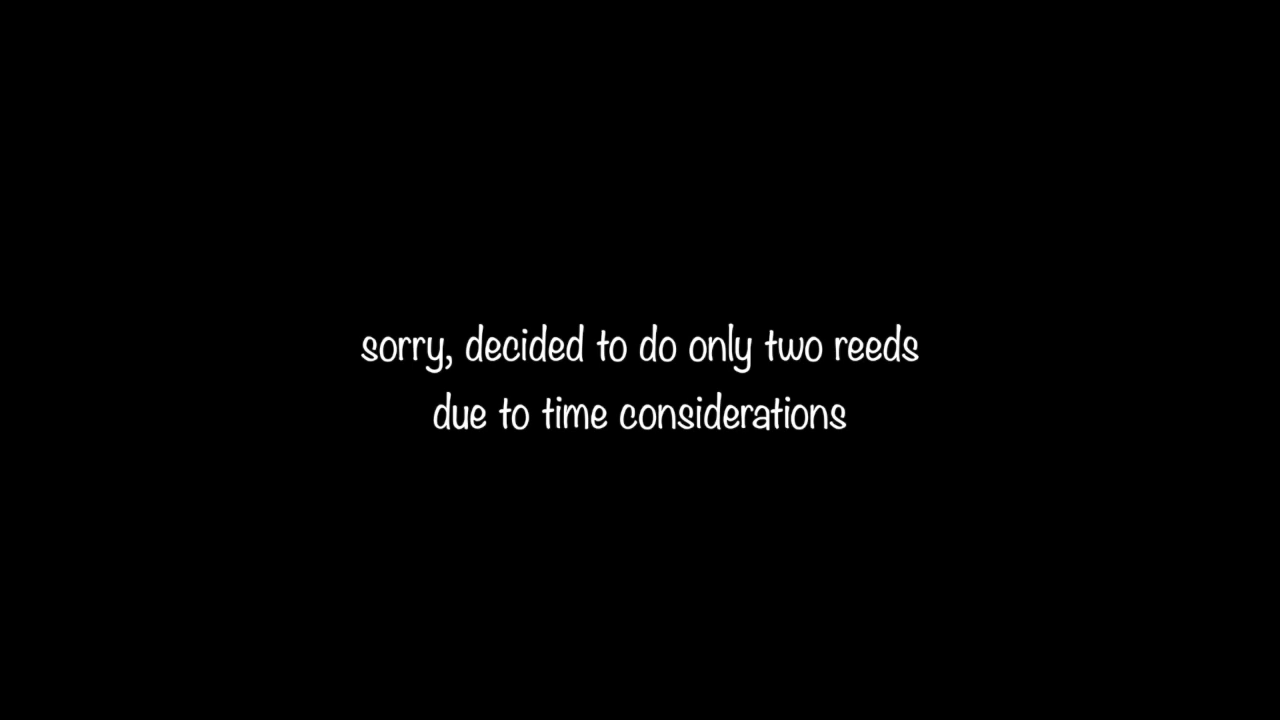 sorry, decided to do only two reeds
due to time considerations